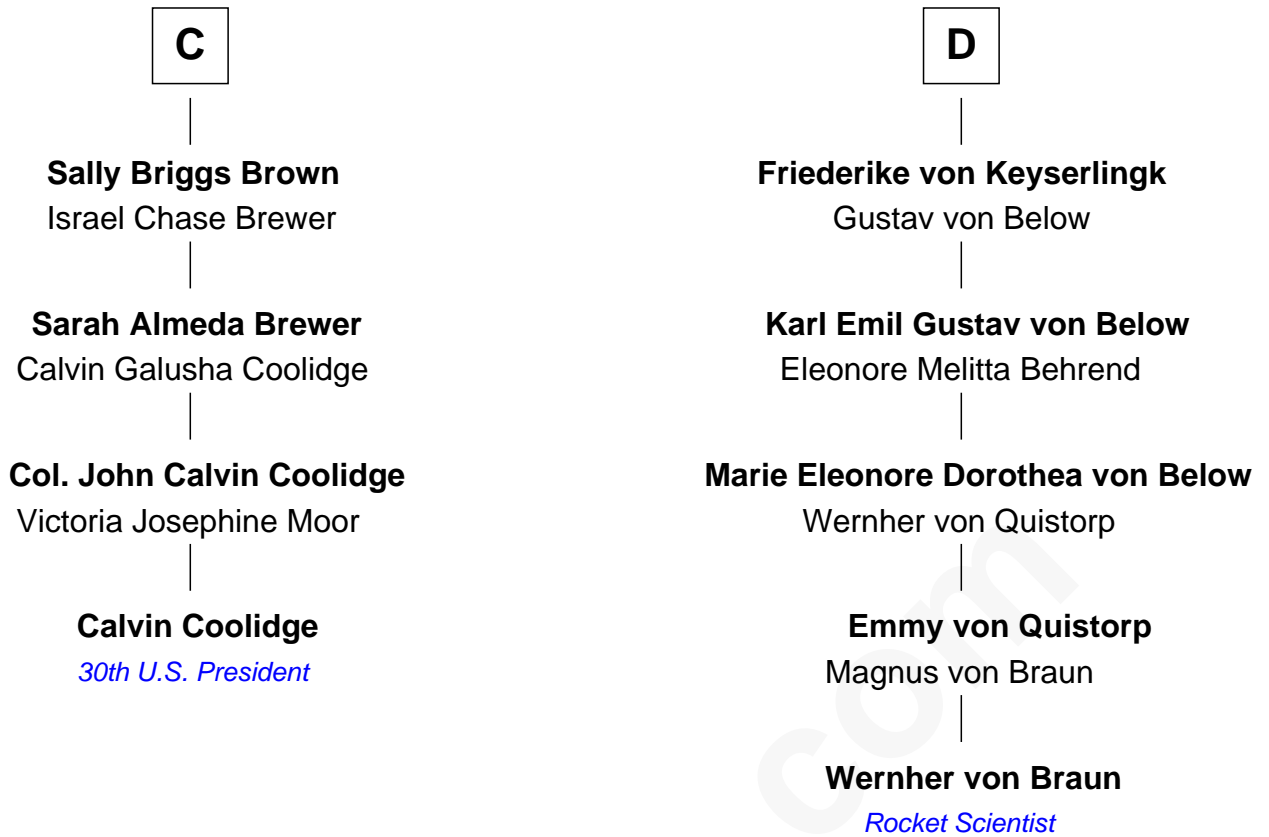 C
Sally Briggs Brown
Israel Chase Brewer
Sarah Almeda Brewer
Calvin Galusha Coolidge
Col. John Calvin Coolidge
Victoria Josephine Moor
Calvin Coolidge
30th U.S. President
D
Friederike von Keyserlingk
Gustav von Below
Karl Emil Gustav von Below
Eleonore Melitta Behrend
Marie Eleonore Dorothea von Below
Wernher von Quistorp
Emmy von Quistorp
Magnus von Braun
Wernher von Braun
Rocket Scientist
com